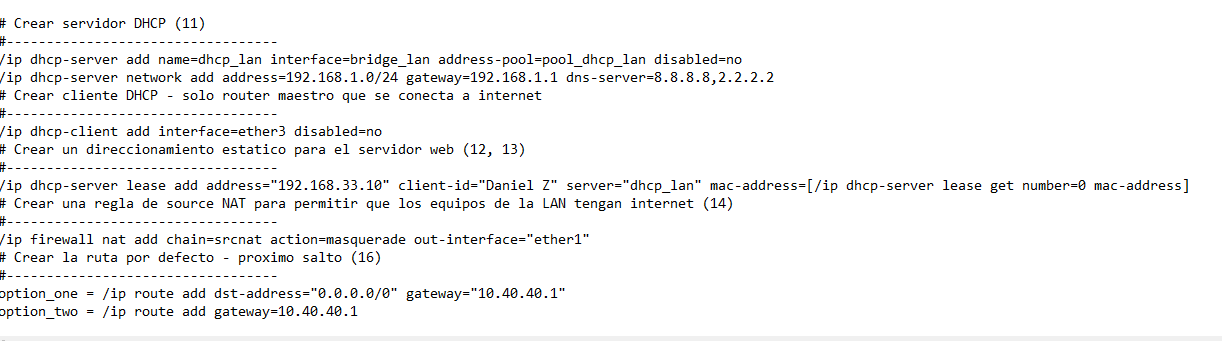 # Crear servidor DHCP (11)
#----------------------------------
/ip dhcp-server add name=dhcp_lan interface=bridge_lan address-pool=pool_dhcp_lan disabled=no
/ip dhcp-server network add address=192.168.1.0/24 gateway=192.168.1.1 dns-server=8.8.8.8,2.2.2.2
# Crear cliente DHCP - solo router maestro que se conecta a internet
#----------------------------------
/ip dhcp-client add interface=ether3 disabled=no
# Crear un direccionamiento estatico para el servidor web (12, 13)
#----------------------------------
/ip dhcp-server lease add address="192.168.33.10" client-id="Daniel Z" server="dhcp_lan" mac-address=[/ip dhcp-server lease get number=0 mac-address]
# Crear una regla de source NAT para permitir que los equipos de la LAN tengan internet (14)
#----------------------------------
/ip firewall nat add chain=srcnat action=masquerade out-interface="ether1"
# Crear la ruta por defecto - proximo salto (16)
#----------------------------------
option_one = /ip route add dst-address="0.0.0.0/0" gateway="10.40.40.1"
option_two = /ip route add gateway=10.40.40.1